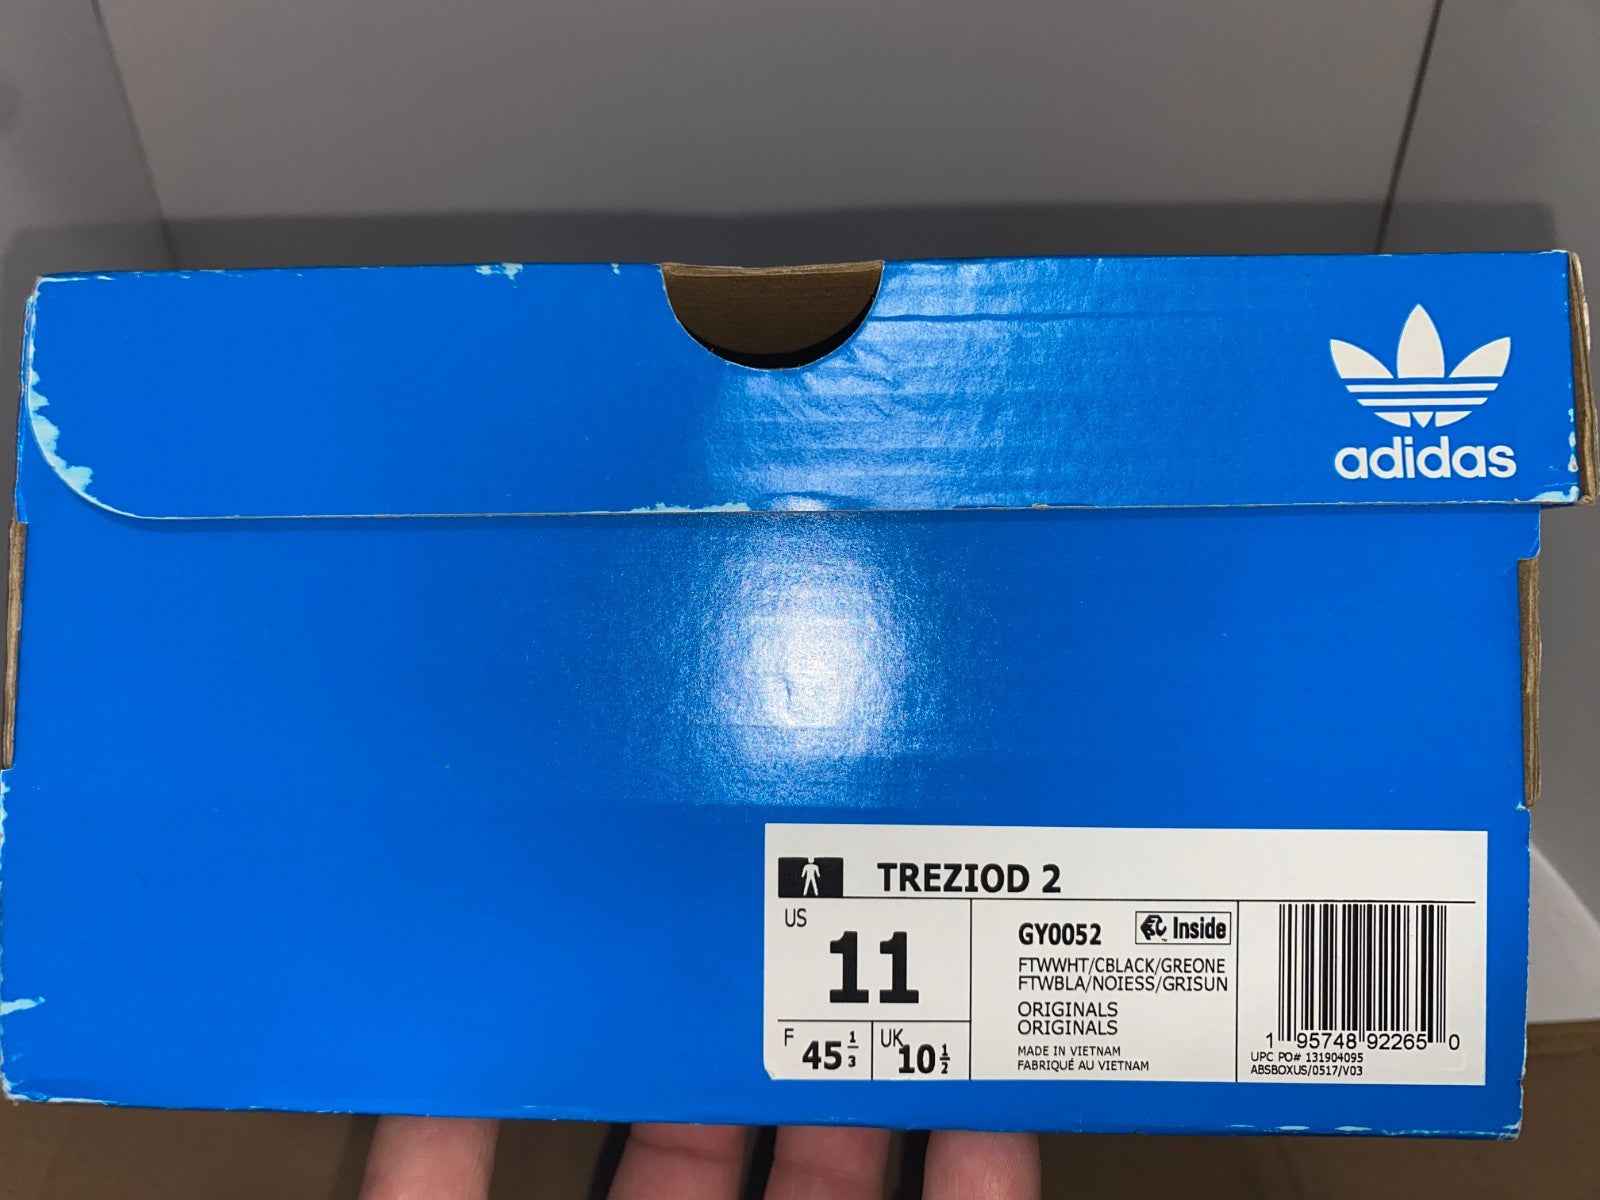 adidas
TREZIOD 2
US
11
F 45 1/3
UK 10 1/2
GY0052
Inside
FTWWHT/CBLACK/GREONE
FTWBLA/NOIESS/GRISUN
ORIGINALS
ORIGINALS
MADE IN VIETNAM
FABRIQUÉ AU VIETNAM
1 95748 92265 0
UPC PO# 131904095
ABSBOXUS/0517/V03